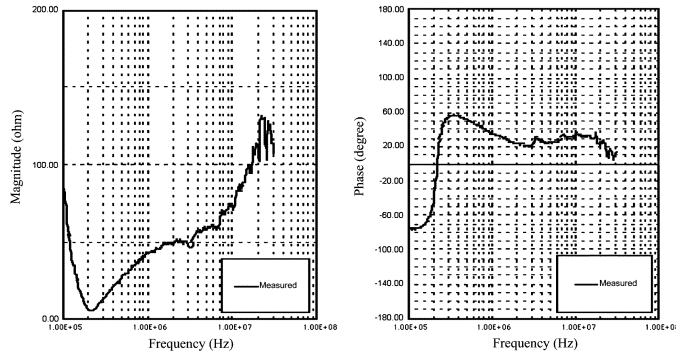 200.00
100.00
0.00
Magnitude (ohm)
1.00E+05
1.00E+06
1.00E+07
1.00E+08
Frequency (Hz)
Measured
180.00
140.00
100.00
60.00
20.00
-20.00
-60.00
-100.00
-140.00
-180.00
Phase (degree)
1.00E+05
1.00E+06
1.00E+07
1.00E+08
Frequency (Hz)
Measured